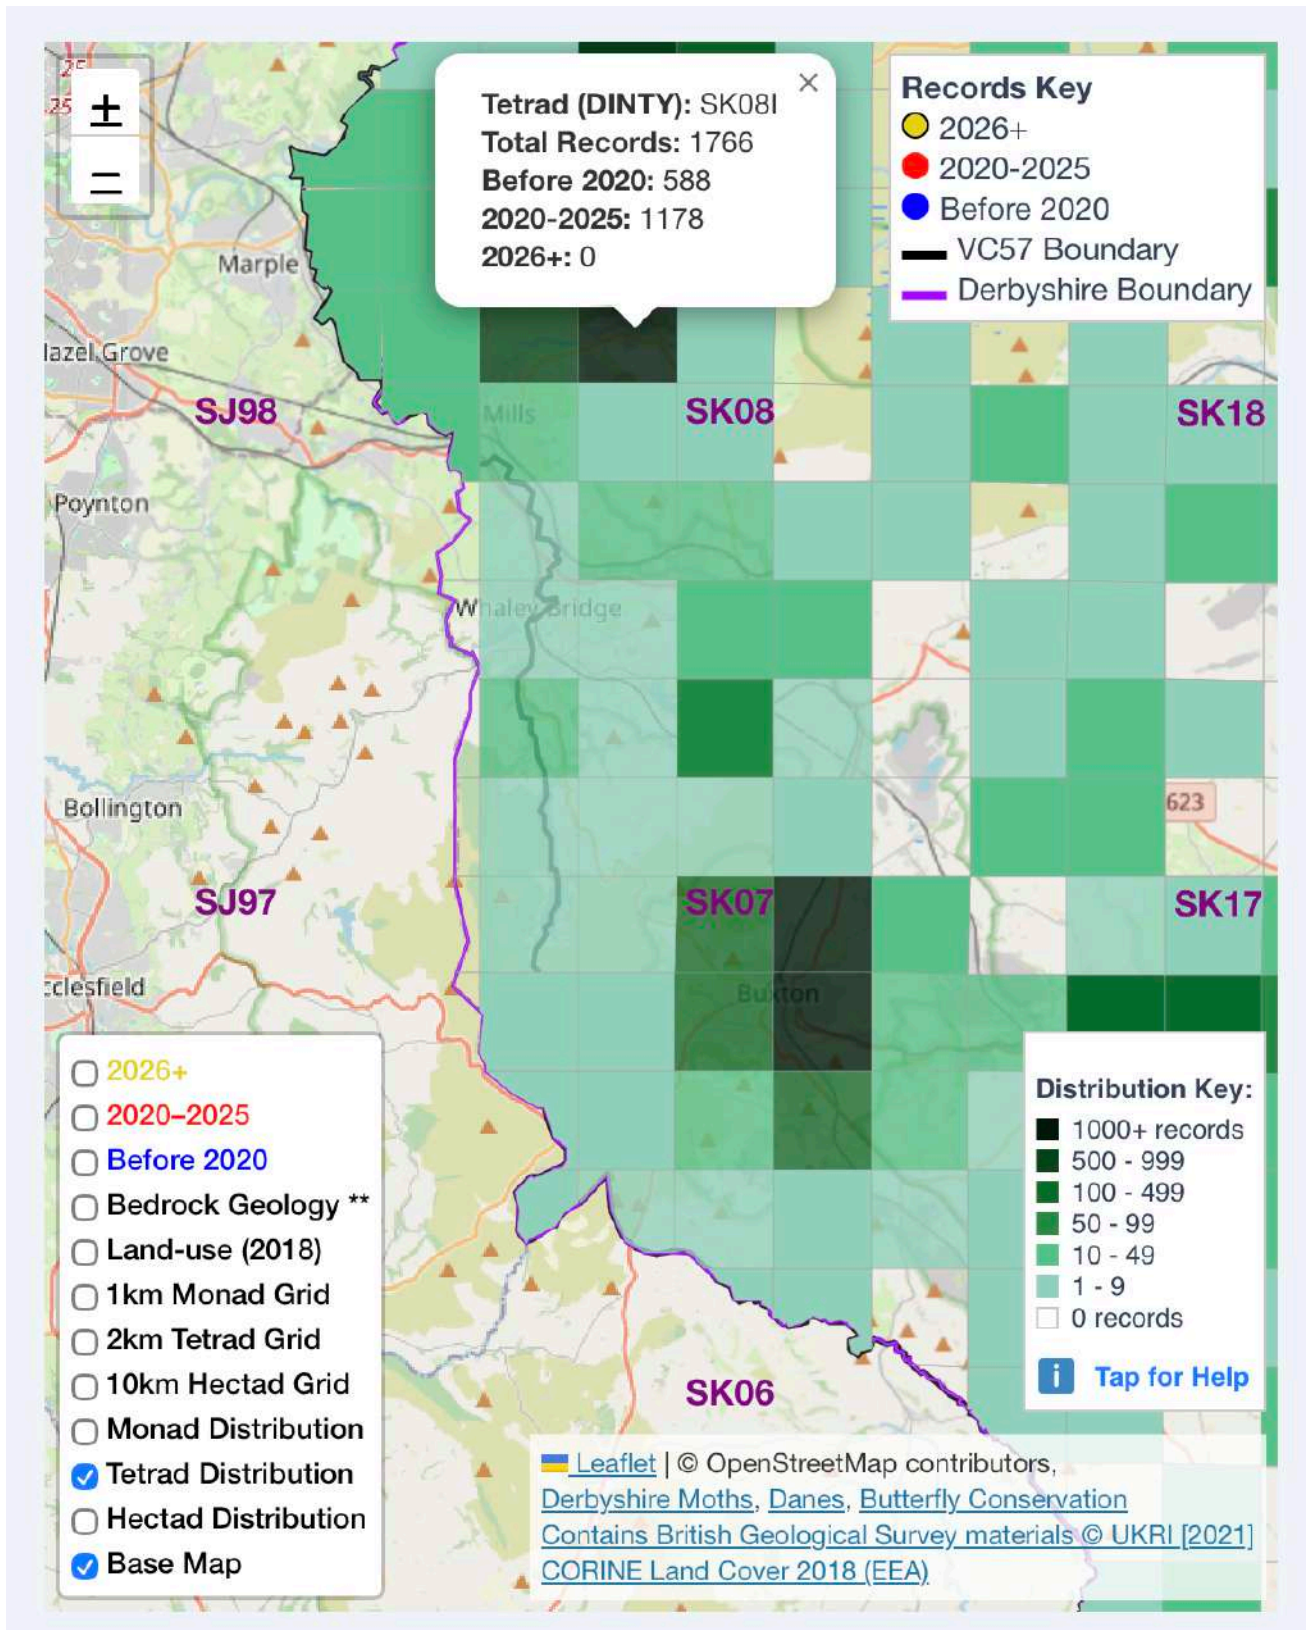 25
.25
+
−
Tetrad (DINTY): SK08I
Total Records: 1766
Before 2020: 588
2020-2025: 1178
2026+: 0
×
Records Key
2026+
2020-2025
Before 2020
VC57 Boundary
Derbyshire Boundary
Marple
lazel Grove
SJ98
Mills
SK08
SK18
Poynton
Whaley Bridge
Bollington
623
SJ97
SK07
SK17
cclesfield
Buxton
2026+
2020–2025
Before 2020
Bedrock Geology **
Land-use (2018)
1km Monad Grid
2km Tetrad Grid
10km Hectad Grid
Monad Distribution
Tetrad Distribution
Hectad Distribution
Base Map
Distribution Key:
1000+ records
500 - 999
100 - 499
50 - 99
10 - 49
1 - 9
0 records
i Tap for Help
SK06
Leaflet | © OpenStreetMap contributors,
Derbyshire Moths, Danes, Butterfly Conservation
Contains British Geological Survey materials © UKRI [2021]
CORINE Land Cover 2018 (EEA)